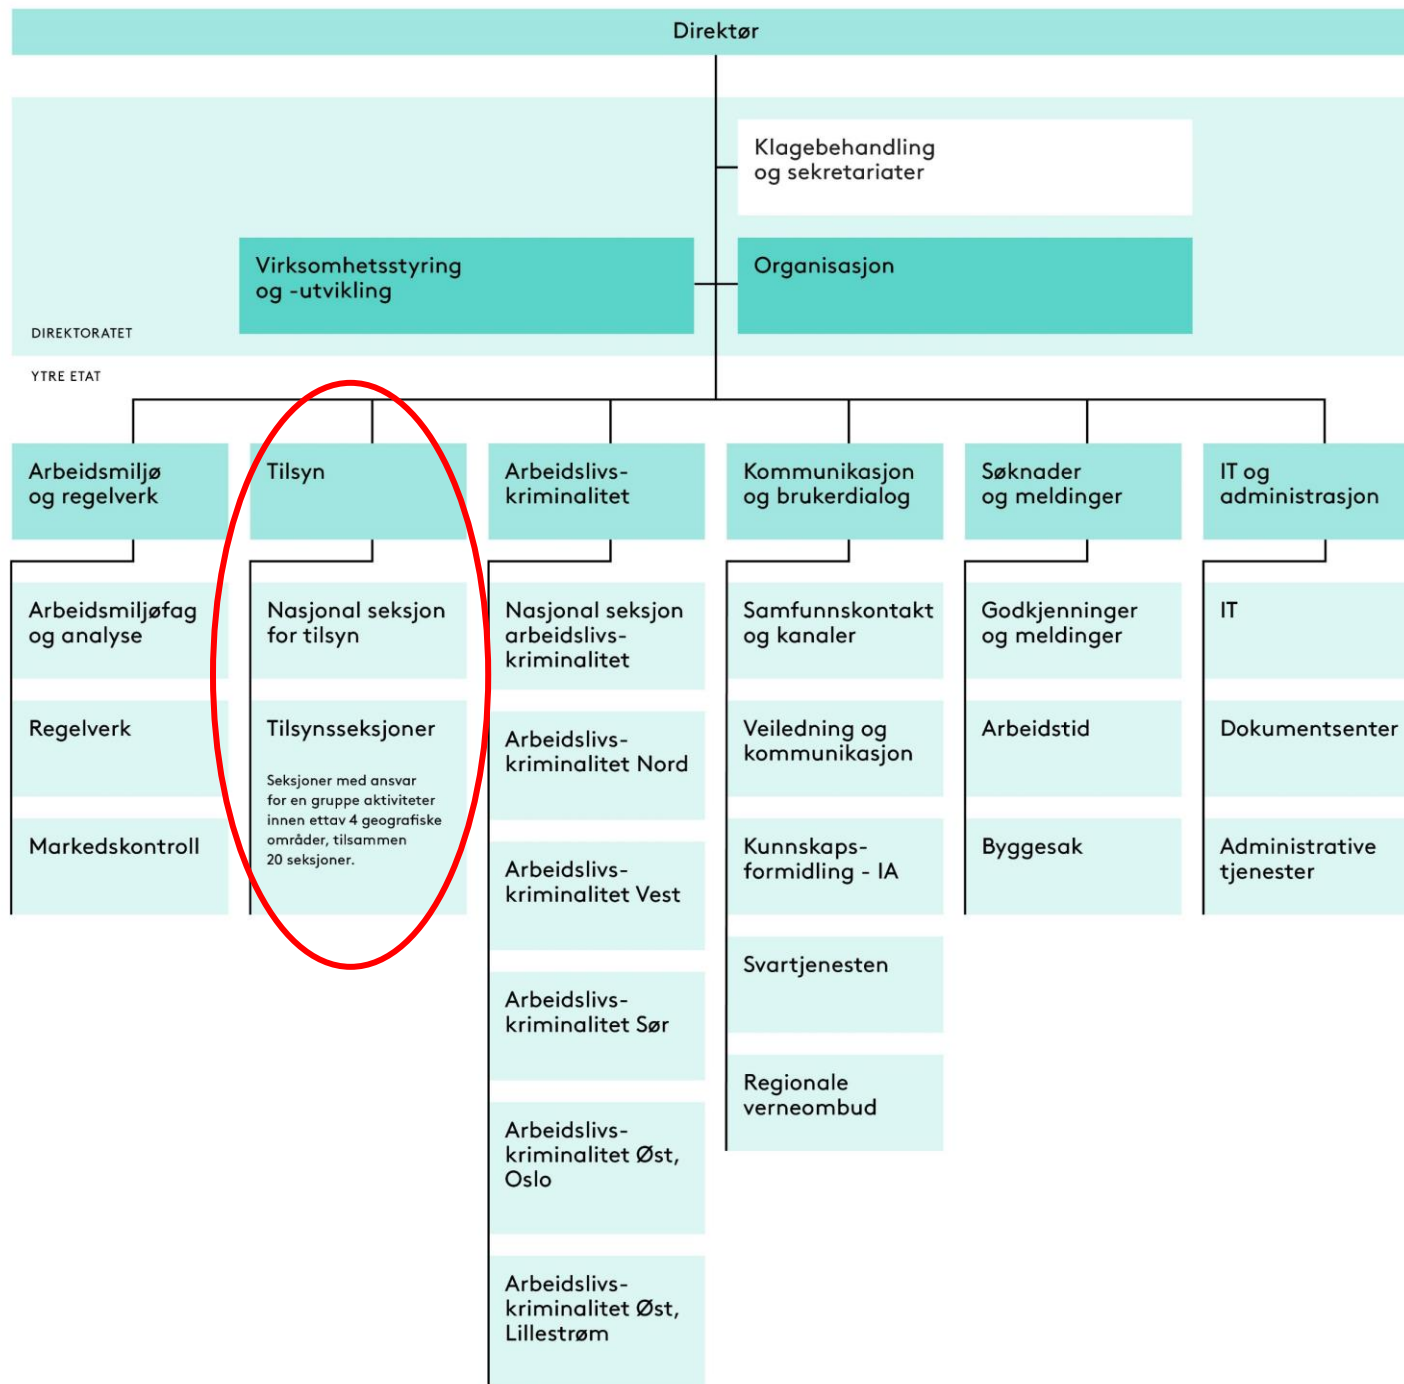 Direktør
Klagebehandling
og sekretariater
Virksomhetsstyring
og -utvikling
Organisasjon
DIREKTORATET
YTRE ETAT
Arbeidsmiljø
og regelverk
Arbeidsmiljøfag
og analyse
Regelverk
Markedskontroll
Tilsyn
Nasjonal seksjon
for tilsyn
Tilsynsseksjoner
Seksjoner med ansvar
for en gruppe aktiviteter
innen ettav 4 geografiske
områder, tilsammen
20 seksjoner.
Arbeidslivs-
kriminalitet
Nasjonal seksjon
arbeidslivs-
kriminalitet
Arbeidslivs-
kriminalitet Nord
Arbeidslivs-
kriminalitet Vest
Arbeidslivs-
kriminalitet Sør
Arbeidslivs-
kriminalitet Øst,
Oslo
Arbeidslivs-
kriminalitet Øst,
Lillestrøm
Kommunikasjon
og brukerdialog
Samfunnskontakt
og kanaler
Veiledning og
kommunikasjon
Kunnskaps-
formidling - IA
Svartjenesten
Regionale
verneombud
Søknader
og meldinger
Godkjenninger
og meldinger
Arbeidstid
Byggesak
IT og
administrasjon
IT
Dokumentsenter
Administrative
tjenester